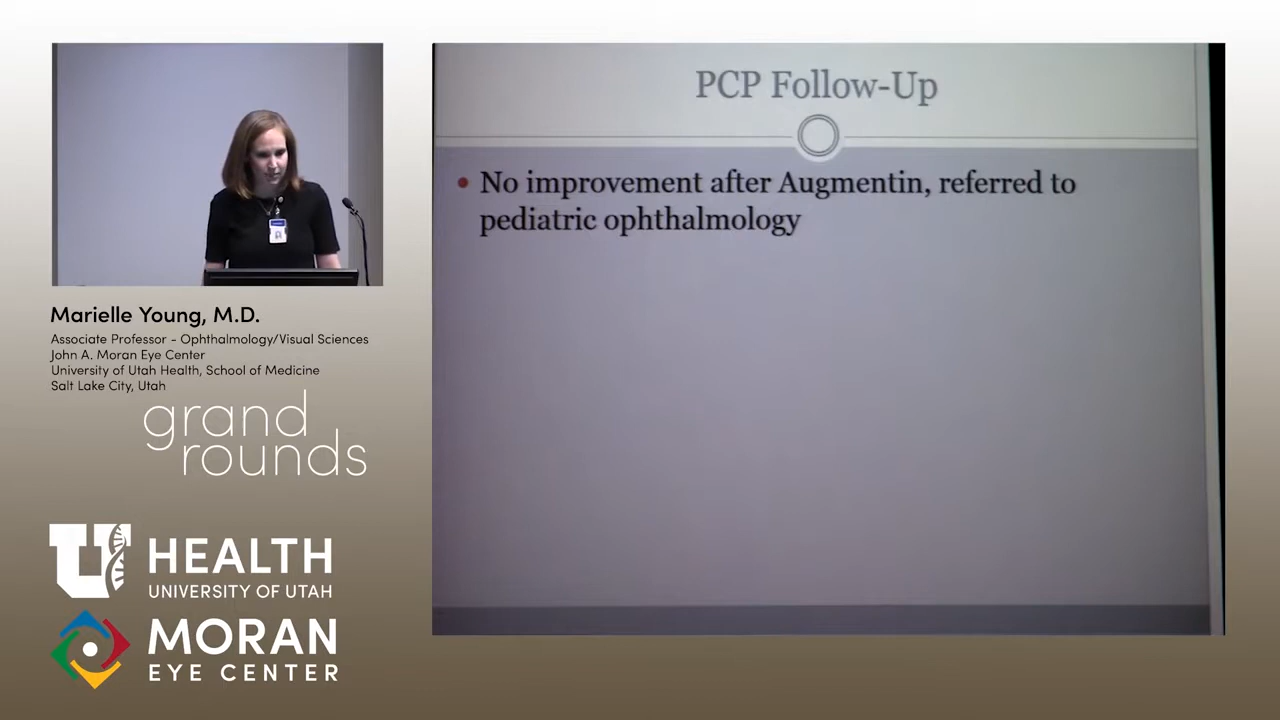 PCP Follow-Up
• No improvement after Augmentin, referred to
pediatric ophthalmology
Marielle Young, M.D.
Associate Professor - Ophthalmology/Visual Sciences
John A. Moran Eye Center
University of Utah Health, School of Medicine
Salt Lake City, Utah
grand
rounds
U HEALTH
UNIVERSITY OF UTAH
MORAN
EYE CENTER